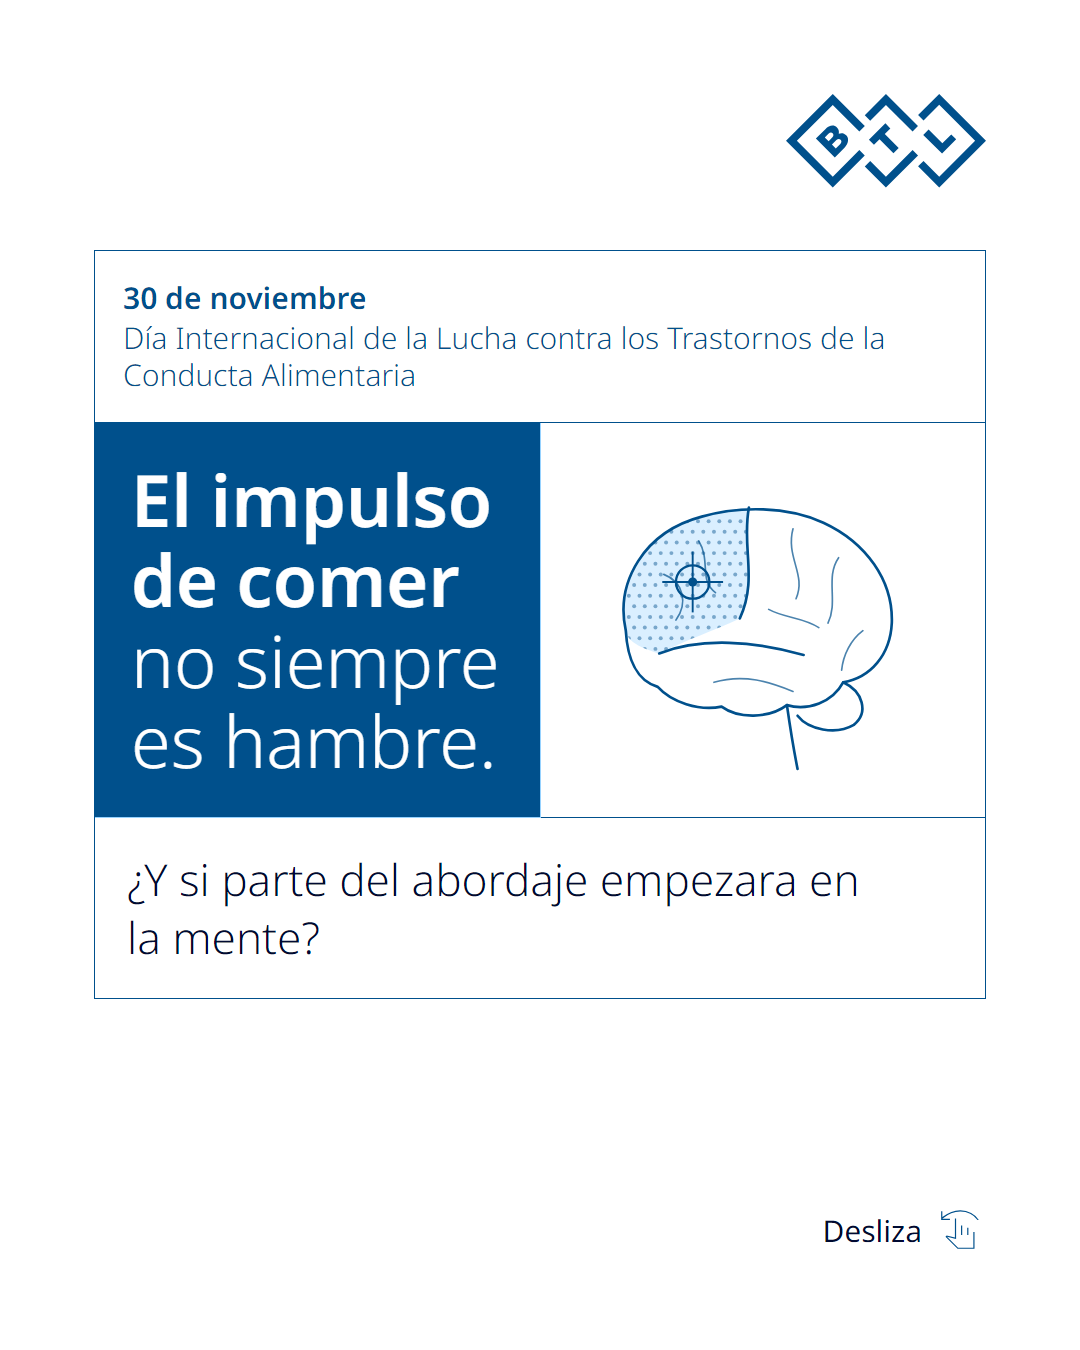 BTL
30 de noviembre
Día Internacional de la Lucha contra los Trastornos de la
Conducta Alimentaria
El impulso
de comer
no siempre
es hambre.
¿Y si parte del abordaje empezara en
la mente?
Desliza